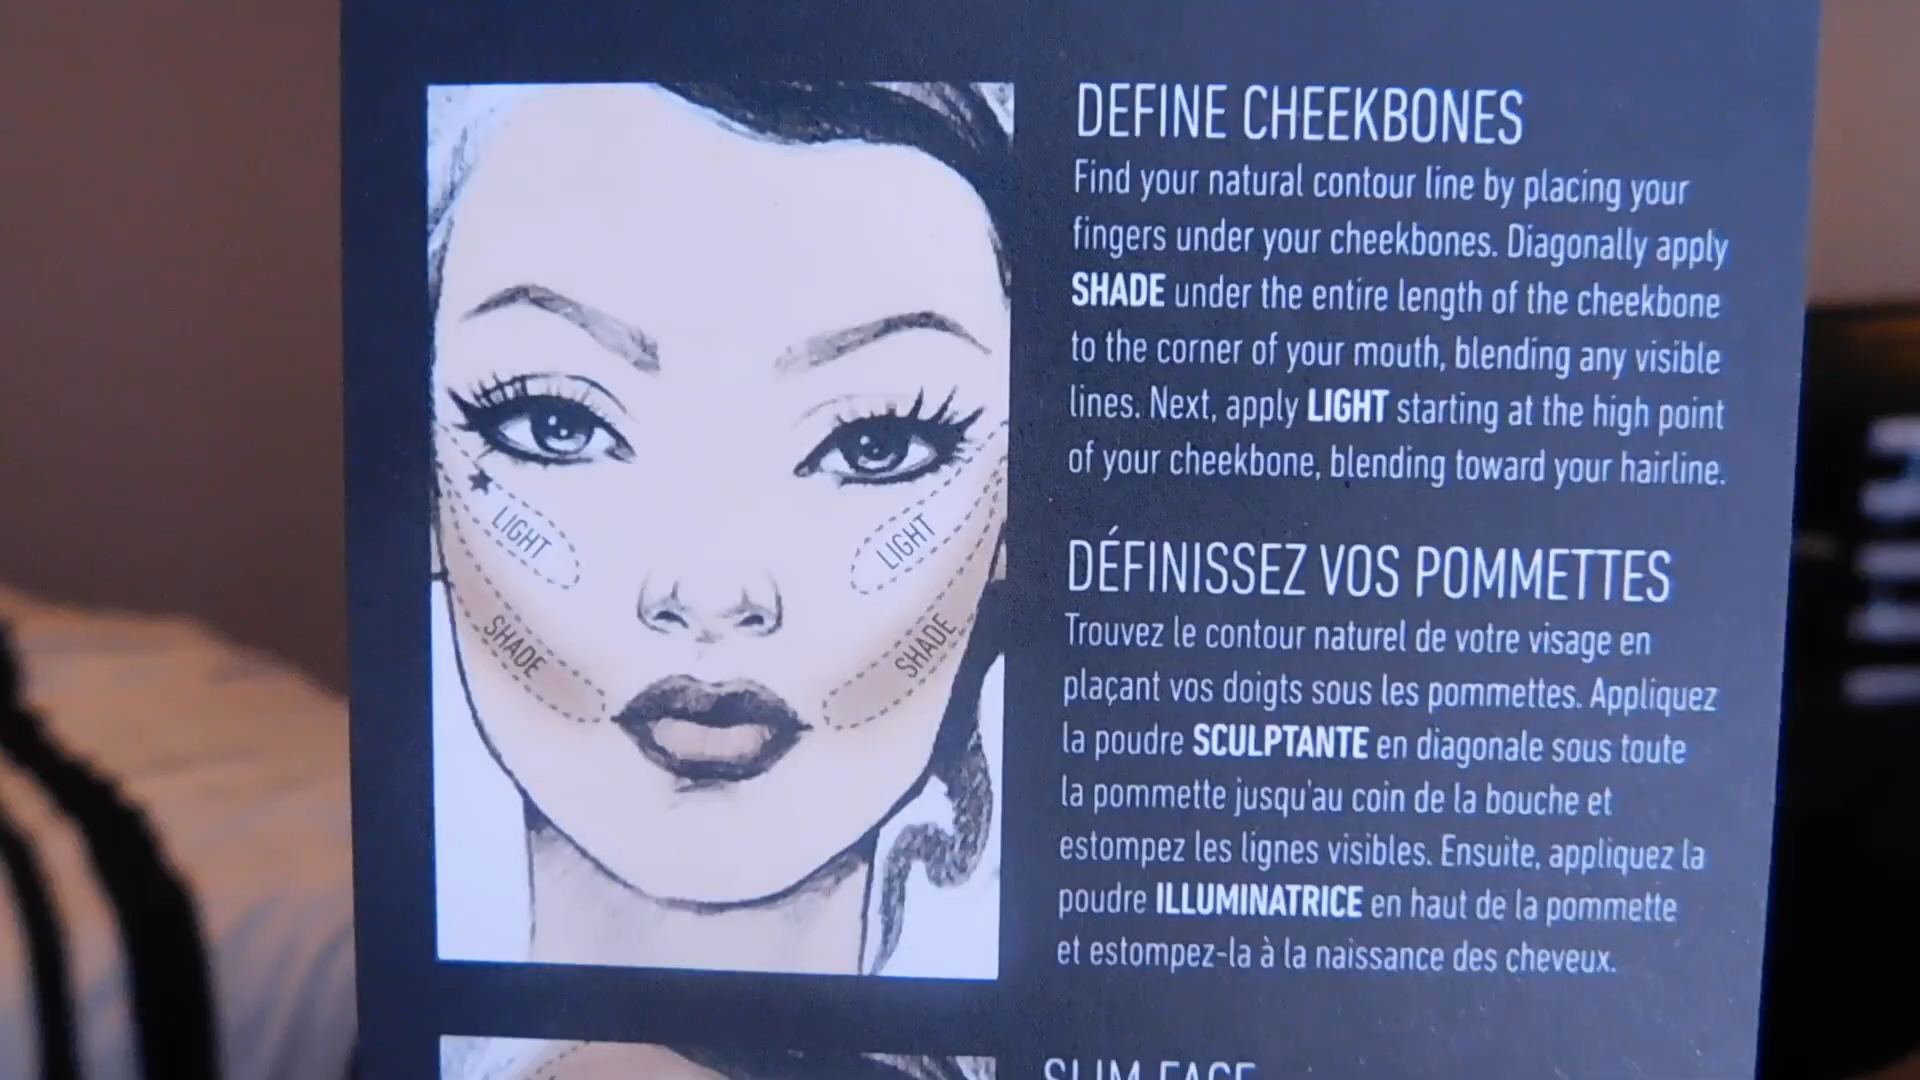 DEFINE CHEEKBONES
Find your natural contour line by placing your
fingers under your cheekbones. Diagonally apply
SHADE under the entire length of the cheekbone
to the corner of your mouth, blending any visible
lines. Next, apply LIGHT starting at the high point
of your cheekbone, blending toward your hairline.
DÉFINISSEZ VOS POMMETTES
Trouvez le contour naturel de votre visage en
plaçant vos doigts sous les pommettes. Appliquez
la poudre SCULPTANTE en diagonale sous toute
la pommette jusqu'au coin de la bouche et
estompez les lignes visibles. Ensuite, appliquez la
poudre ILLUMINATRICE en haut de la pommette
et estompez-la à la naissance des cheveux.
LIGHT
LIGHT
SHADE
SHADE
SLIM FACE